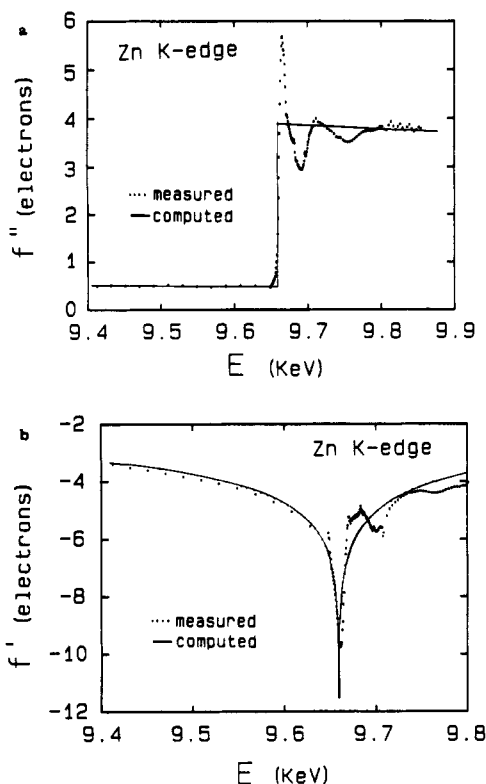 6
Zn K-edge
5
4
3
2
1
0
f" (electrons)
measured
computed
9.4 9.5 9.6 9.7 9.8 9.9
E (KeV)
-2
Zn K-edge
-4
-6
-8
-10
-12
f' (electrons)
measured
computed
9.4 9.5 9.6 9.7 9.8
E (KeV)